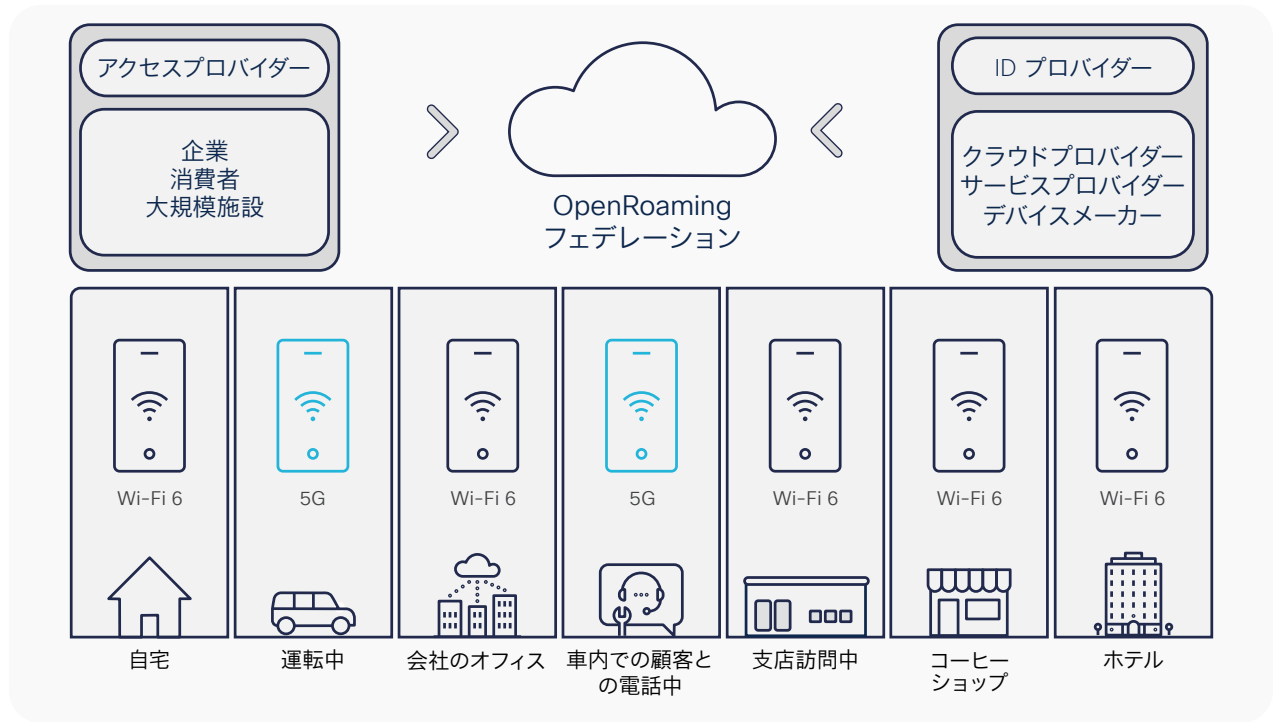 アクセスプロバイダー
企業
消費者
大規模施設
OpenRoaming
フェデレーション
ID プロバイダー
クラウドプロバイダー
サービスプロバイダー
デバイスメーカー
Wi-Fi 6
5G
Wi-Fi 6
5G
Wi-Fi 6
Wi-Fi 6
Wi-Fi 6
自宅
運転中
会社のオフィス
車内での顧客と
の電話中
支店訪問中
コーヒー
ショップ
ホテル